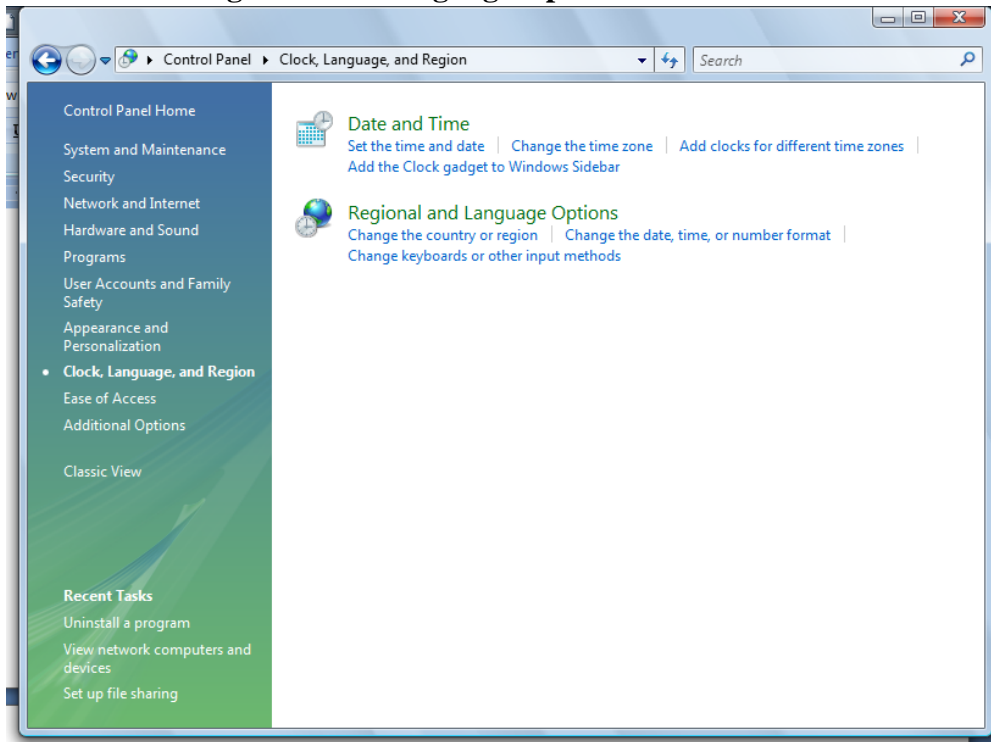 Control Panel
Clock, Language, and Region
Search
Control Panel Home
System and Maintenance
Security
Network and Internet
Hardware and Sound
Programs
User Accounts and Family
Safety
Appearance and
Personalization
Clock, Language, and Region
Ease of Access
Additional Options
Classic View
Recent Tasks
Uninstall a program
View network computers and
devices
Set up file sharing
Date and Time
Set the time and date | Change the time zone | Add clocks for different time zones |
Add the Clock gadget to Windows Sidebar
Regional and Language Options
Change the country or region | Change the date, time, or number format |
Change keyboards or other input methods